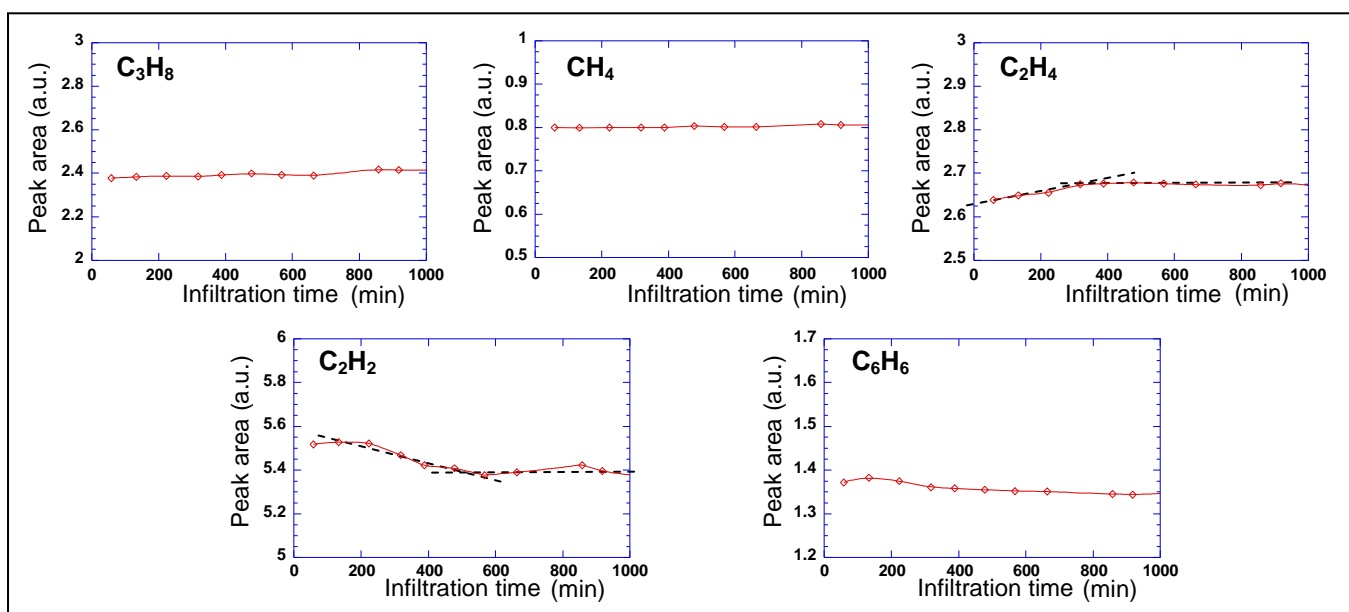 C3H8
Peak area (a.u.)
3
2.8
2.6
2.4
2.2
2
0 200 400 600 800 1000
Infiltration time (min)
CH4
Peak area (a.u.)
1
0.9
0.8
0.7
0.6
0.5
0 200 400 600 800 1000
Infiltration time (min)
C2H4
Peak area (a.u.)
3
2.9
2.8
2.7
2.6
2.5
0 200 400 600 800 1000
Infiltration time (min)
C2H2
Peak area (a.u.)
6
5.8
5.6
5.4
5.2
5
0 200 400 600 800 1000
Infiltration time (min)
C6H6
Peak area (a.u.)
1.7
1.6
1.5
1.4
1.3
1.2
0 200 400 600 800 1000
Infiltration time (min)